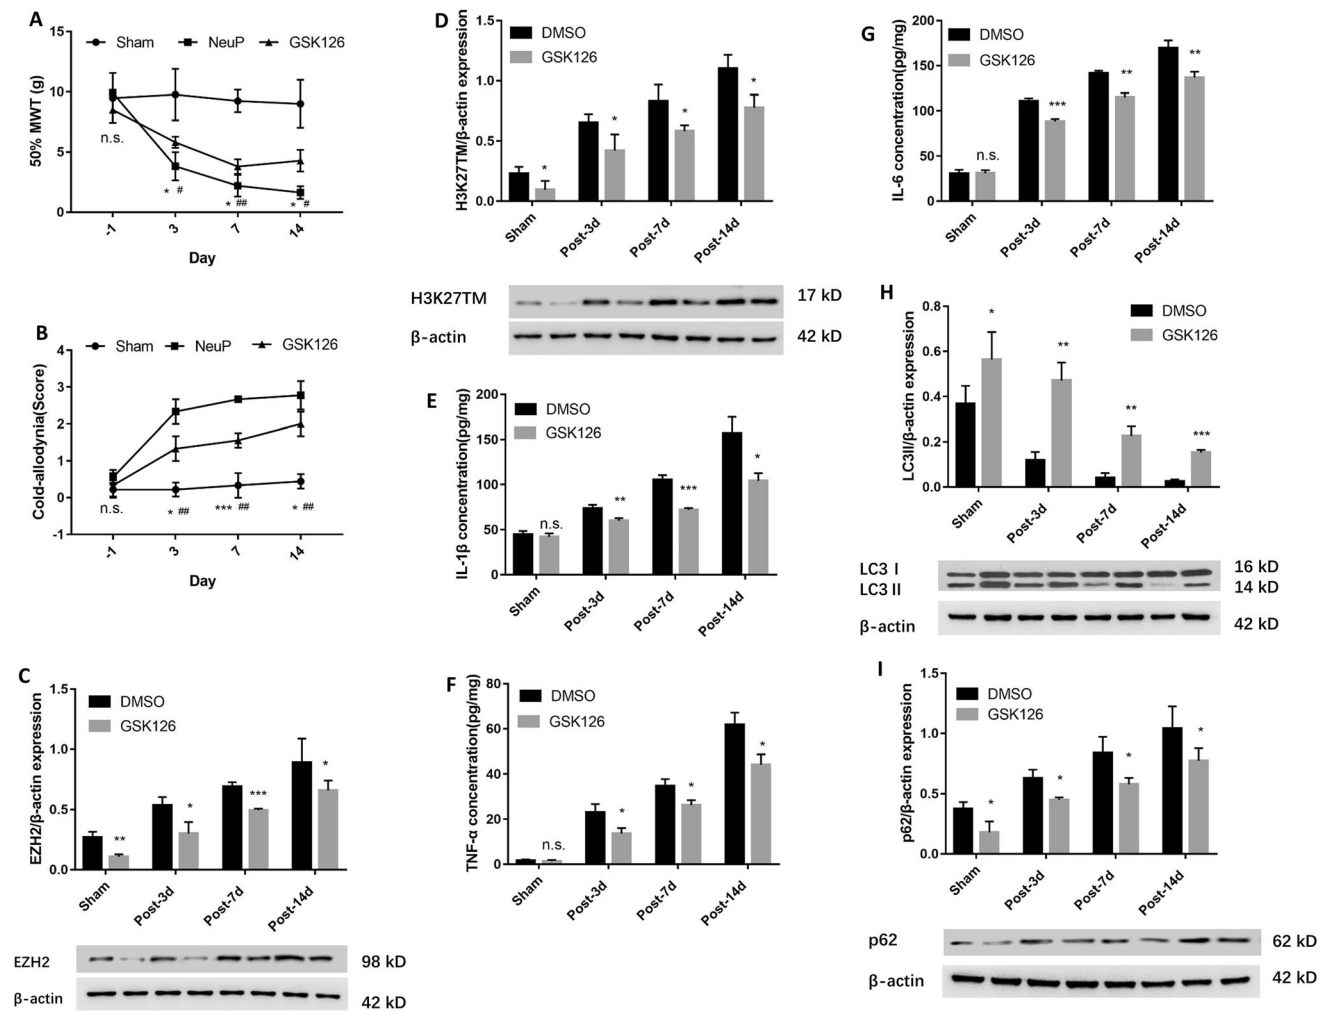 A
15
10
5
0
50% MWT (g)
Sham NeuP GSK126
n.s.
* #
* ##
* #
-1 3 7 14
Day
B
4
3
2
1
0
-1
Cold-allodynia(Score)
Sham NeuP GSK126
n.s.
* ##
*** ##
* ##
-1 3 7 14
Day
C
1.5
1.0
0.5
0.0
EZH2/β-actin expression
DMSO
GSK126
**
*
***
*
Sham Post-3d Post-7d Post-14d
EZH2 98 kD
β-actin 42 kD
D
1.5
1.0
0.5
0.0
H3K27TM/β-actin expression
DMSO
GSK126
*
*
*
*
Sham Post-3d Post-7d Post-14d
H3K27TM 17 kD
β-actin 42 kD
E
200
150
100
50
0
IL-1β concentration(pg/mg)
DMSO
GSK126
n.s.
**
***
*
Sham Post-3d Post-7d Post-14d
F
80
60
40
20
0
TNF-α concentration(pg/mg)
DMSO
GSK126
n.s.
*
*
*
Sham Post-3d Post-7d Post-14d
G
200
150
100
50
0
IL-6 concentration(pg/mg)
DMSO
GSK126
n.s.
***
**
**
Sham Post-3d Post-7d Post-14d
H
0.8
0.6
0.4
0.2
0.0
LC3II/β-actin expression
DMSO
GSK126
*
**
**
***
Sham Post-3d Post-7d Post-14d
LC3 I 16 kD
LC3 II 14 kD
β-actin 42 kD
I
1.5
1.0
0.5
0.0
p62/β-actin expression
DMSO
GSK126
*
*
*
*
Sham Post-3d Post-7d Post-14d
p62 62 kD
β-actin 42 kD